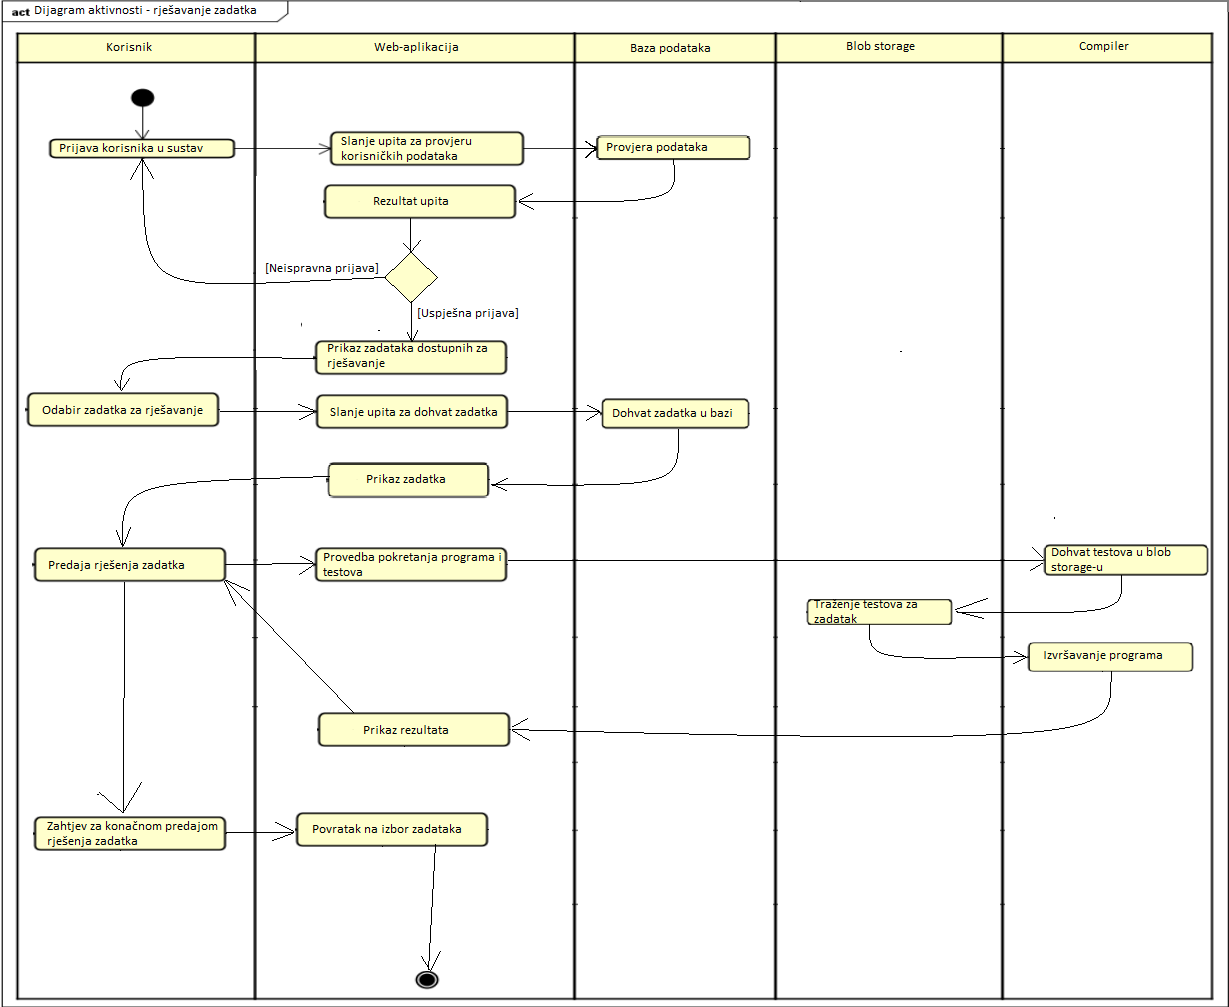 act Dijagram aktivnosti - rješavanje zadatka
Korisnik
Web-aplikacija
Baza podataka
Blob storage
Compiler
Prijava korisnika u sustav
Slanje upita za provjeru
korisničkih podataka
Provjera podataka
Rezultat upita
[Neispravna prijava]
[Uspješna prijava]
Prikaz zadataka dostupnih za
rješavanje
Odabir zadatka za rješavanje
Slanje upita za dohvat zadatka
Dohvat zadatka u bazi
Prikaz zadatka
Predaja rješenja zadatka
Provedba pokretanja programa i
testova
Dohvat testova u blob
storage-u
Traženje testova za
zadatak
Izvršavanje programa
Prikaz rezultata
Zahtjev za konačnom predajom
rješenja zadatka
Povratak na izbor zadataka